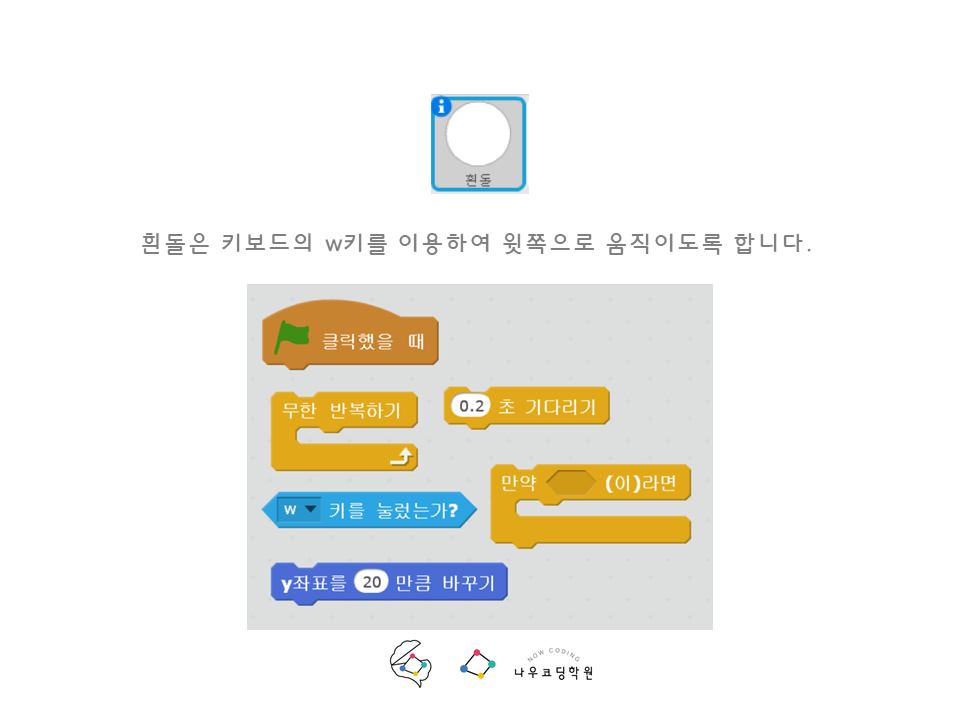 흰돌
흰돌은 키보드의 w키를 이용하여 윗쪽으로 움직이도록 합니다.
클릭했을 때
무한 반복하기
0.2 초 기다리기
만약 (이)라면
w 키를 눌렀는가?
y좌표를 20 만큼 바꾸기
NOW CODING
나우코딩학원